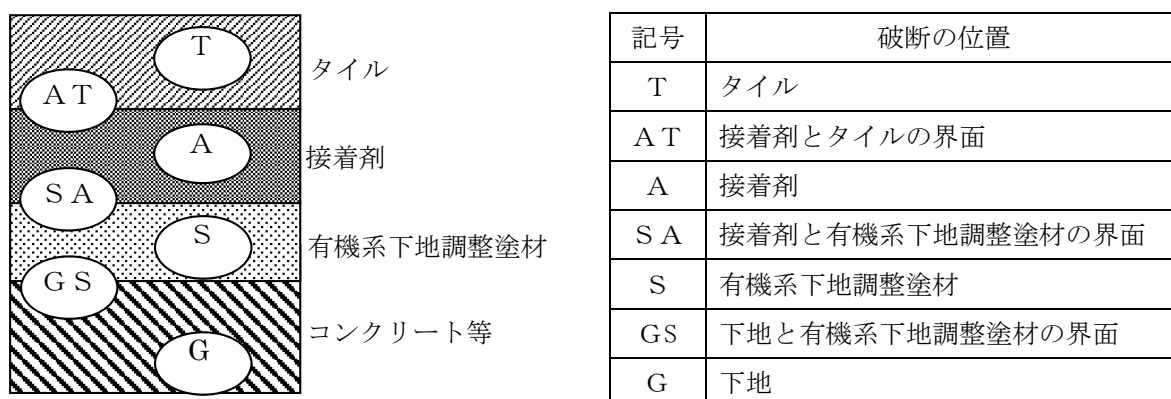 T
タイル
AT
A
接着剤
SA
S
有機系下地調整塗材
GS
コンクリート等
G
記号 破断の位置
T タイル
AT 接着剤とタイルの界面
A 接着剤
SA 接着剤と有機系下地調整塗材の界面
S 有機系下地調整塗材
GS 下地と有機系下地調整塗材の界面
G 下地